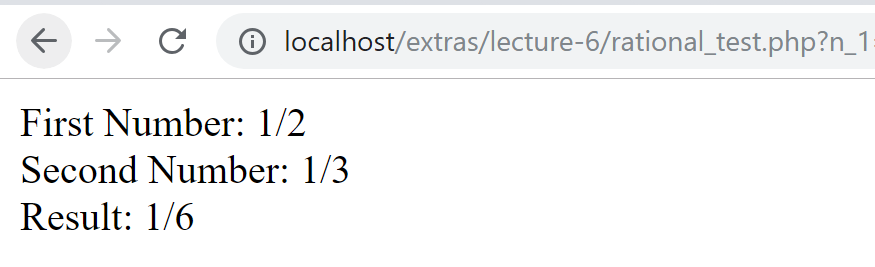 localhost/extras/lecture-6/rational_test.php?n_1
First Number: 1/2
Second Number: 1/3
Result: 1/6